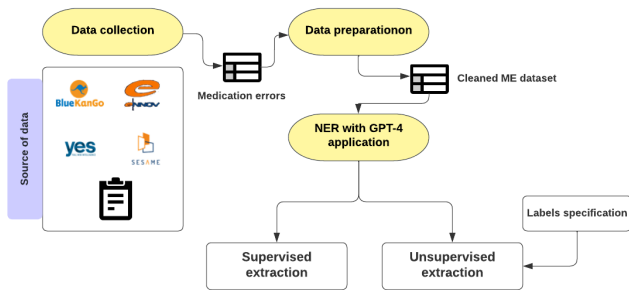 Data collection
Data preparationon
Medication errors
Cleaned ME dataset
Source of data
BlueKanGo
eNNOV
yes
SESAME
NER with GPT-4
application
Labels specification
Supervised
extraction
Unsupervised
extraction